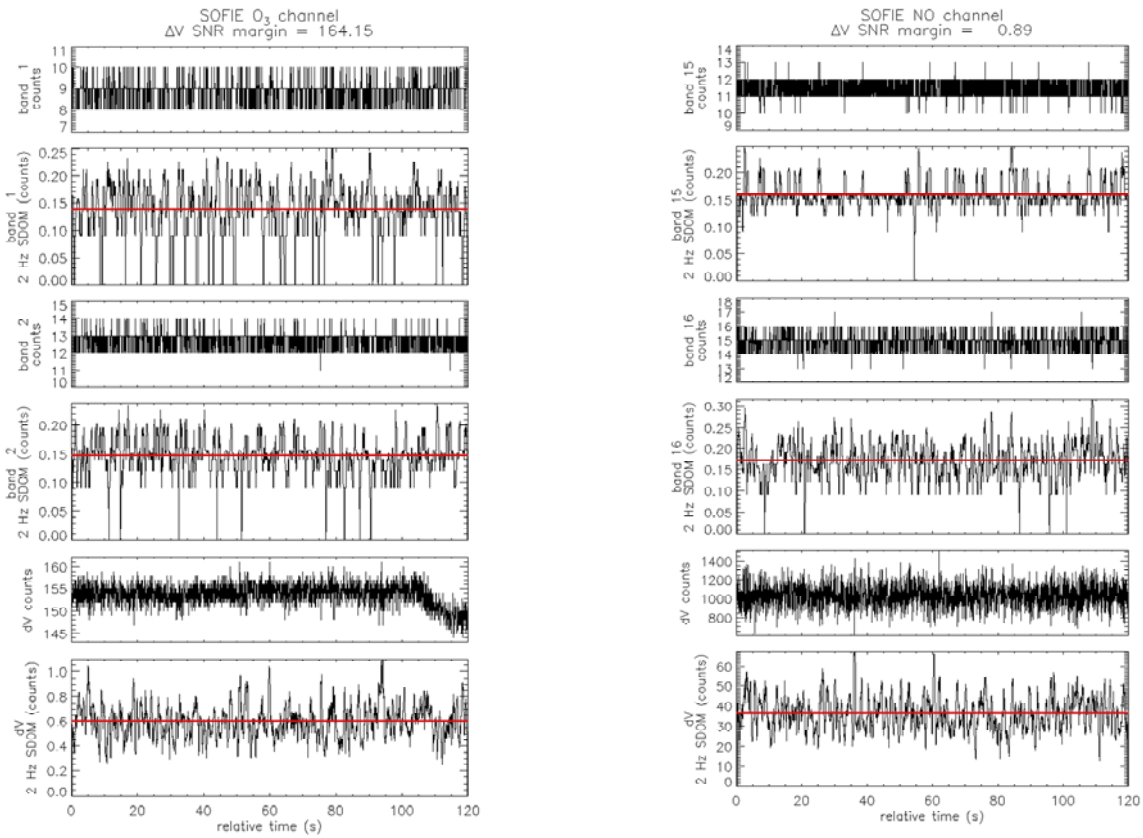 SOFIE O3 channel
ΔV SNR margin = 164.15
band 1
counts
11
10
9
8
7
band 1
2 Hz SDOM (counts)
0.25
0.20
0.15
0.10
0.05
0.00
band 2
counts
15
14
13
12
11
10
band 2
2 Hz SDOM (counts)
0.20
0.15
0.10
0.05
0.00
dV counts
160
155
150
145
dV
2 Hz SDOM (counts)
1.0
0.8
0.6
0.4
0.2
0.0
0 20 40 60 80 100 120
relative time (s)
SOFIE NO channel
ΔV SNR margin = 0.89
band 15
counts
14
13
12
11
10
9
band 15
2 Hz SDOM (counts)
0.20
0.15
0.05
0.00
band 16
counts
18
17
16
15
14
13
12
band 16
2 Hz SDOM (counts)
0.30
0.20
0.17
0.10
0.05
0.00
dV counts
1400
1200
1000
800
dV
2 Hz SDOM (counts)
60
50
40
30
20
10
0
0 20 40 60 80 100 120
relative time (s)